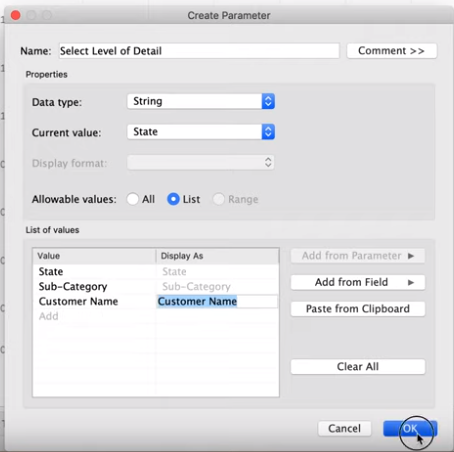 Create Parameter
Name: Select Level of Detail Comment >>
Properties
Data type: String
Current value: State
Display format:
Allowable values: All List Range
List of values
Value Display As
State State
Sub-Category Sub-Category
Customer Name Customer Name
Add
Add from Parameter
Add from Field
Paste from Clipboard
Clear All
Cancel OK